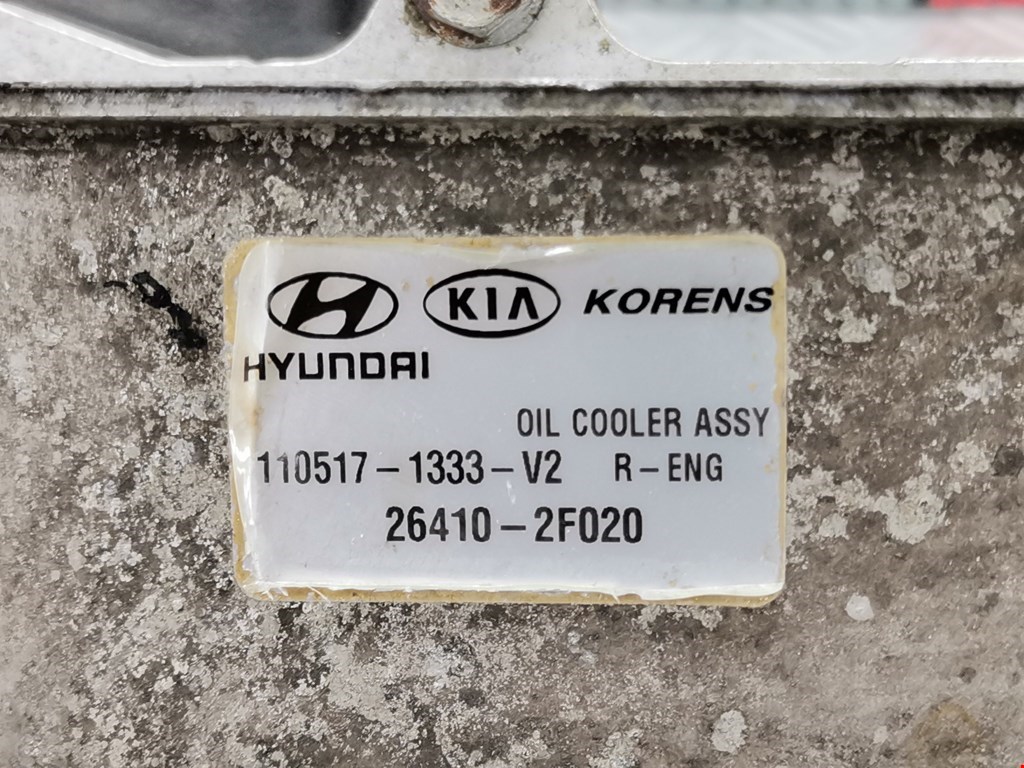 KIA KORENS
HYUNDAI
OIL COOLER ASSY
110517-1333-V2 R-ENG
26410-2F020